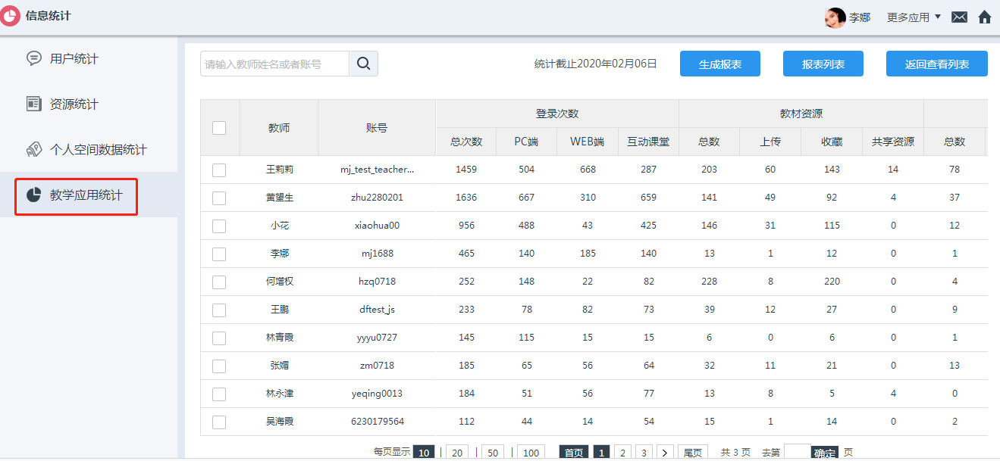 信息统计
李娜 更多应用
用户统计
资源统计
个人空间数据统计
教学应用统计
请输入教师姓名或者账号 统计截止2020年02月06日 生成报表 报表列表 返回查看列表
教师 账号 登录次数 教材资源
总次数 PC端 WEB端 互动课堂 总数 上传 收藏 共享资源 总数
王莉莉 mj_test_teacher... 1459 504 668 287 203 60 143 14 78
黄望生 zhu2280201 1636 667 310 659 141 49 92 4 37
小花 xiaohua00 956 488 43 425 146 31 115 0 12
李娜 mj1688 465 140 185 140 13 1 12 0 1
何增权 hzq0718 252 148 22 82 228 8 220 0 4
王鹏 dftest_js 233 78 82 73 39 12 27 0 9
林青霞 yyyu0727 145 115 15 15 6 0 6 0 1
张媚 zm0718 185 65 56 64 32 11 21 0 13
林永津 yeqing0013 184 51 56 77 13 8 5 4 0
吴海霞 6230179564 112 44 14 54 15 1 14 0 2
每页显示 10 | 20 | 50 | 100 首页 1 2 3 > 尾页 共 3 页 去第 确定 页